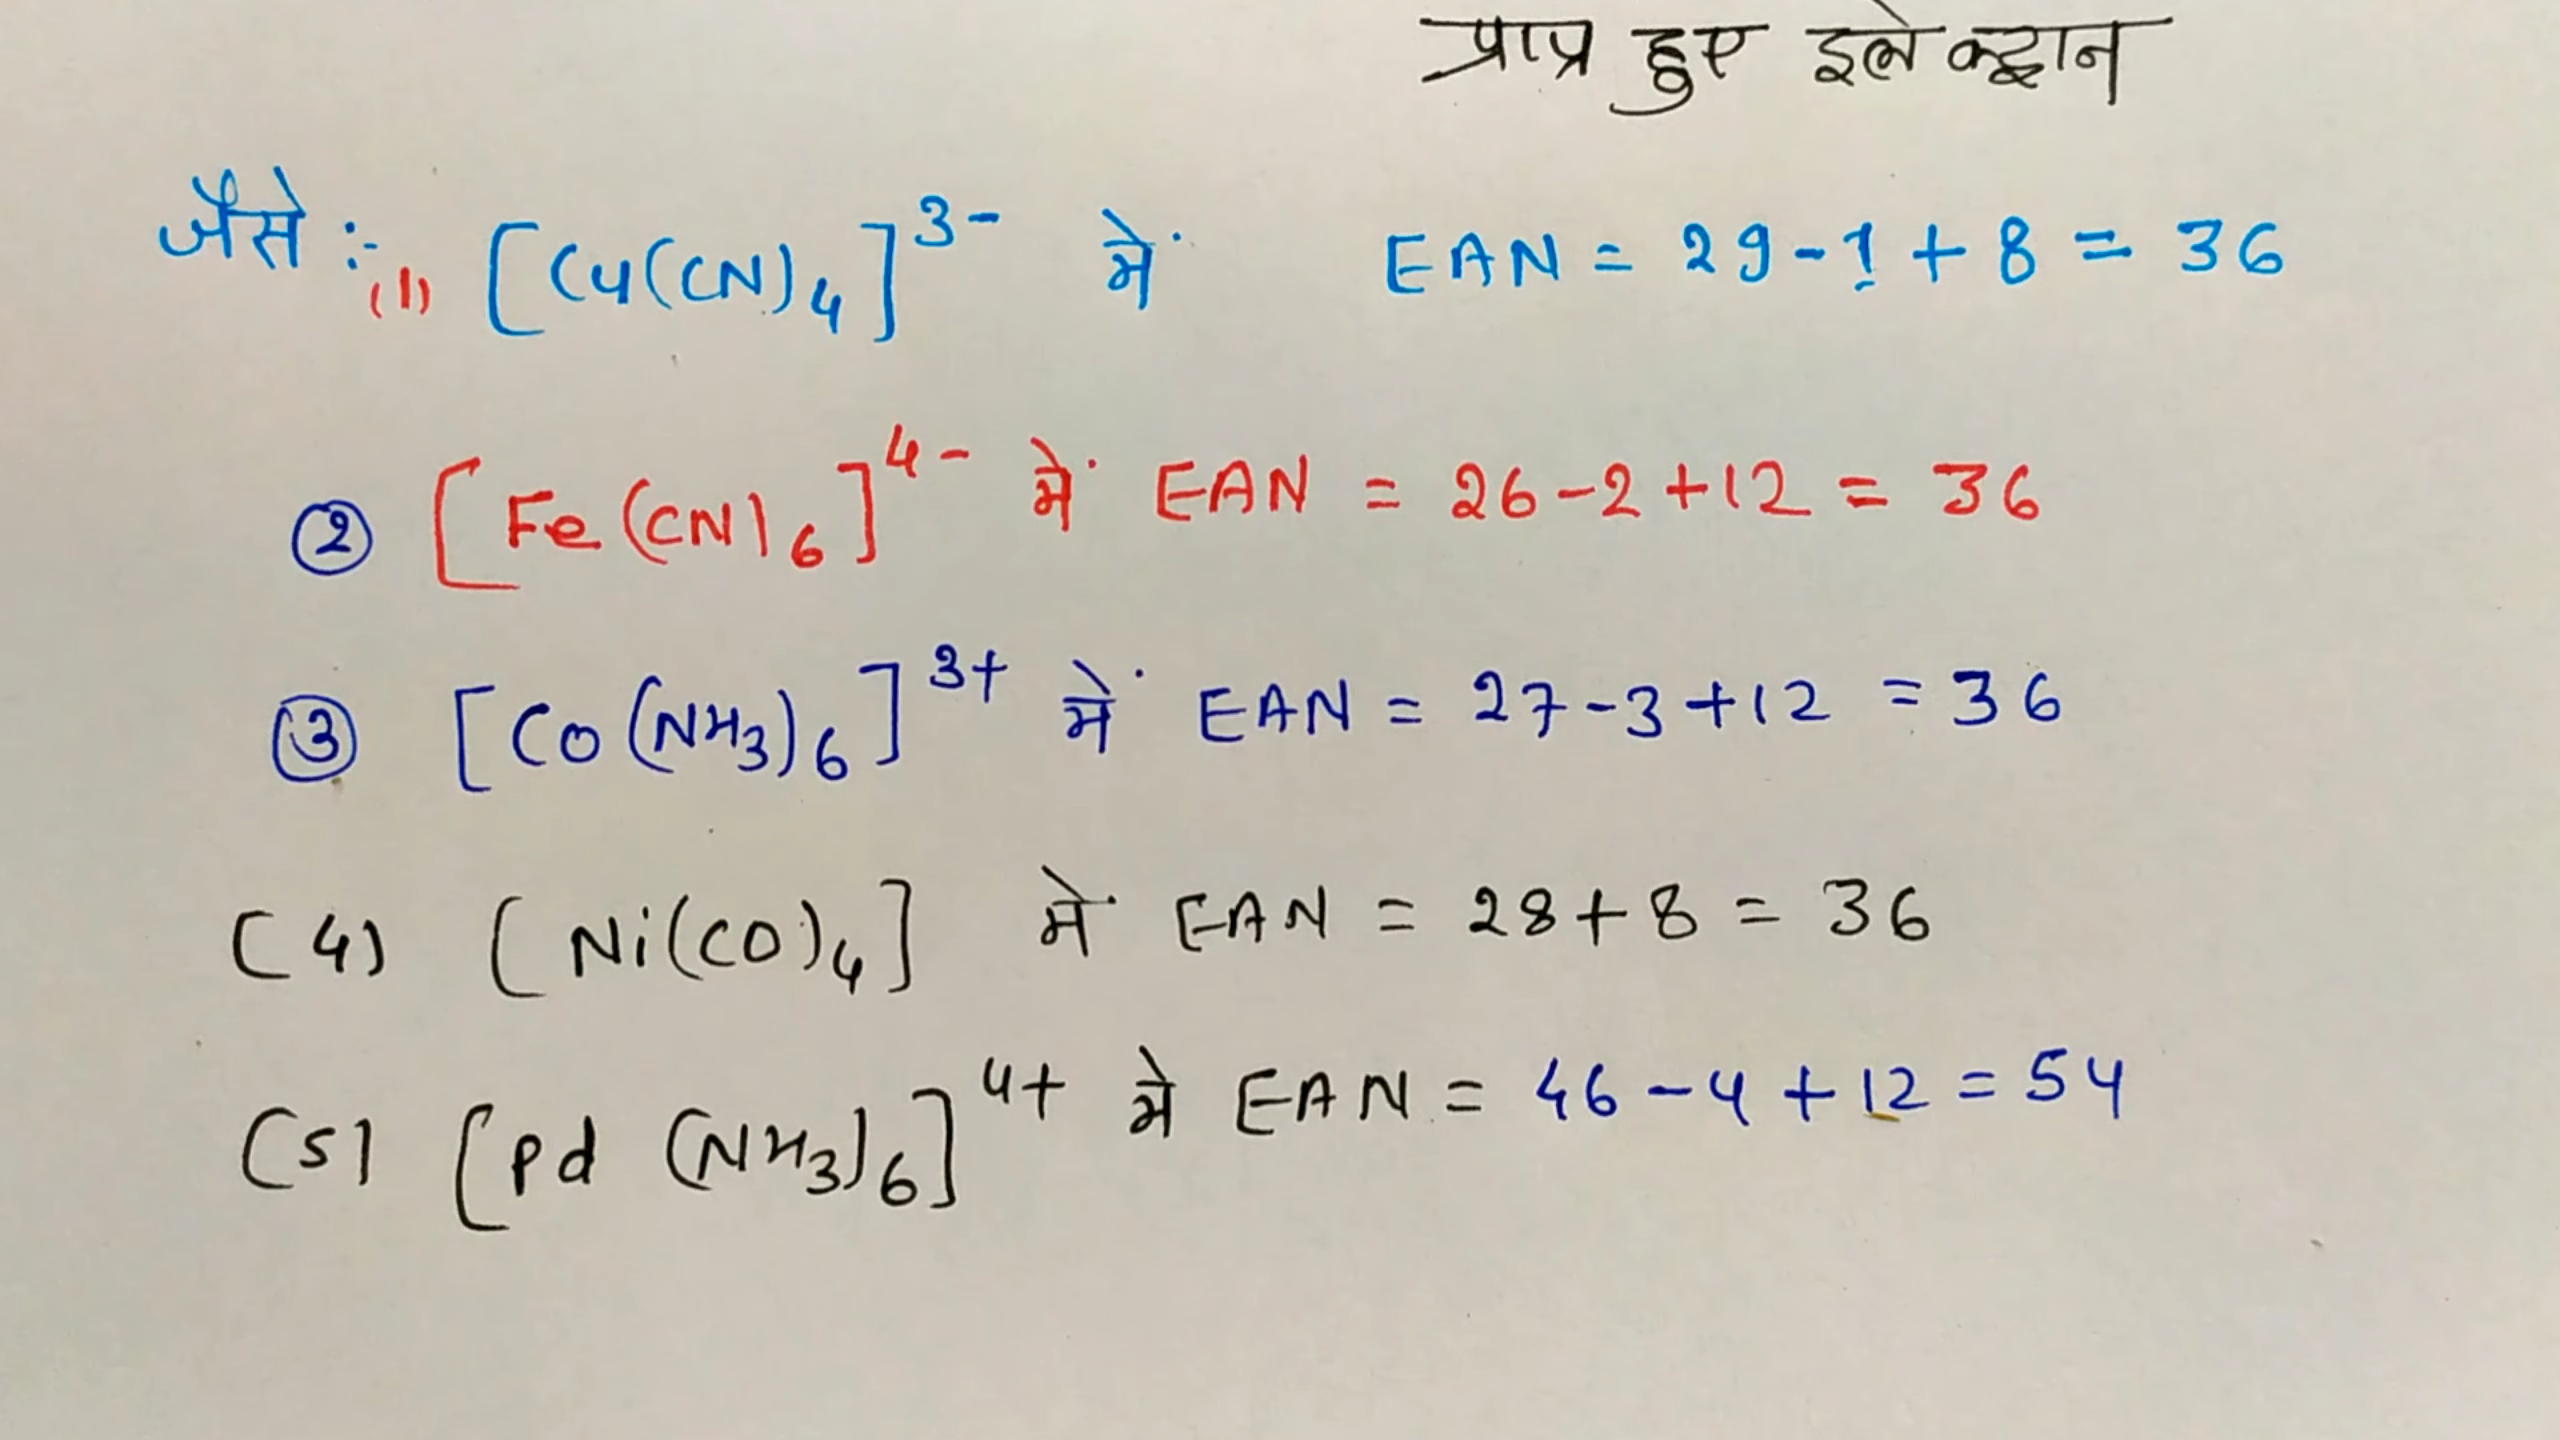 प्राप्त हुए इलेक्ट्रान
जैसे :- (1) [Cu(CN)4]3- में EAN = 29-1+8 = 36
(2) [Fe(CN)6]4- में EAN = 26-2+12 = 36
(3) [Co(NH3)6]3+ में EAN = 27-3+12 = 36
(4) [Ni(CO)4] में EAN = 28+8 = 36
(5) [Pd (NH3)6]4+ मे EAN = 46-4+12 = 54